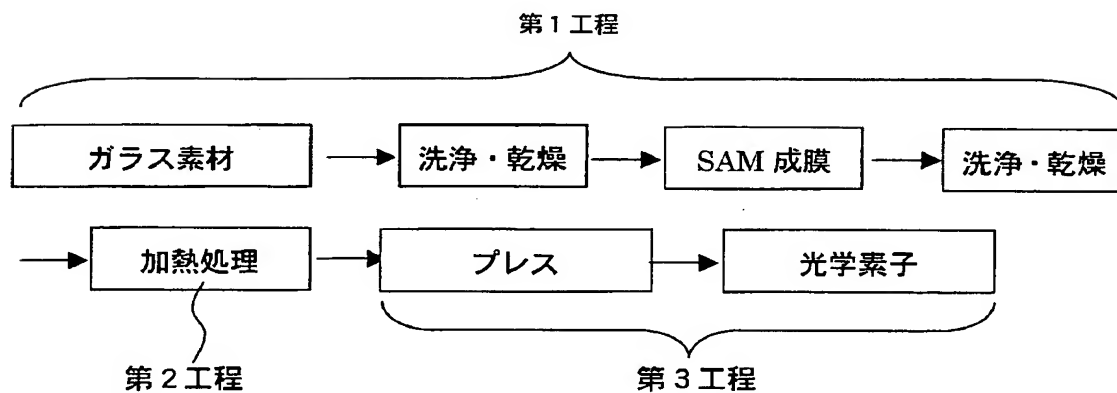 第1工程
ガラス素材 洗浄・乾燥 SAM 成膜 洗浄・乾燥
加熱処理 プレス 光学素子
第2工程 第3工程